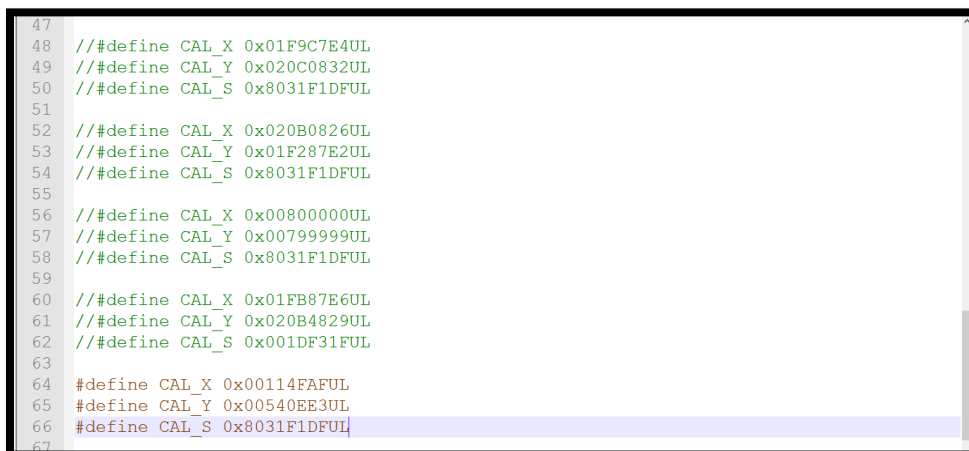 47
48 //#define CAL_X 0x01F9C7E4UL
49 //#define CAL_Y 0x020C0832UL
50 //#define CAL_S 0x8031F1DFUL
51
52 //#define CAL_X 0x020B0826UL
53 //#define CAL_Y 0x01F287E2UL
54 //#define CAL_S 0x8031F1DFUL
55
56 //#define CAL_X 0x00800000UL
57 //#define CAL_Y 0x00799999UL
58 //#define CAL_S 0x8031F1DFUL
59
60 //#define CAL_X 0x01FB87E6UL
61 //#define CAL_Y 0x020B4829UL
62 //#define CAL_S 0x001DF31FUL
63
64 #define CAL_X 0x00114FAFUL
65 #define CAL_Y 0x00540EE3UL
66 #define CAL_S 0x8031F1DFUL
67